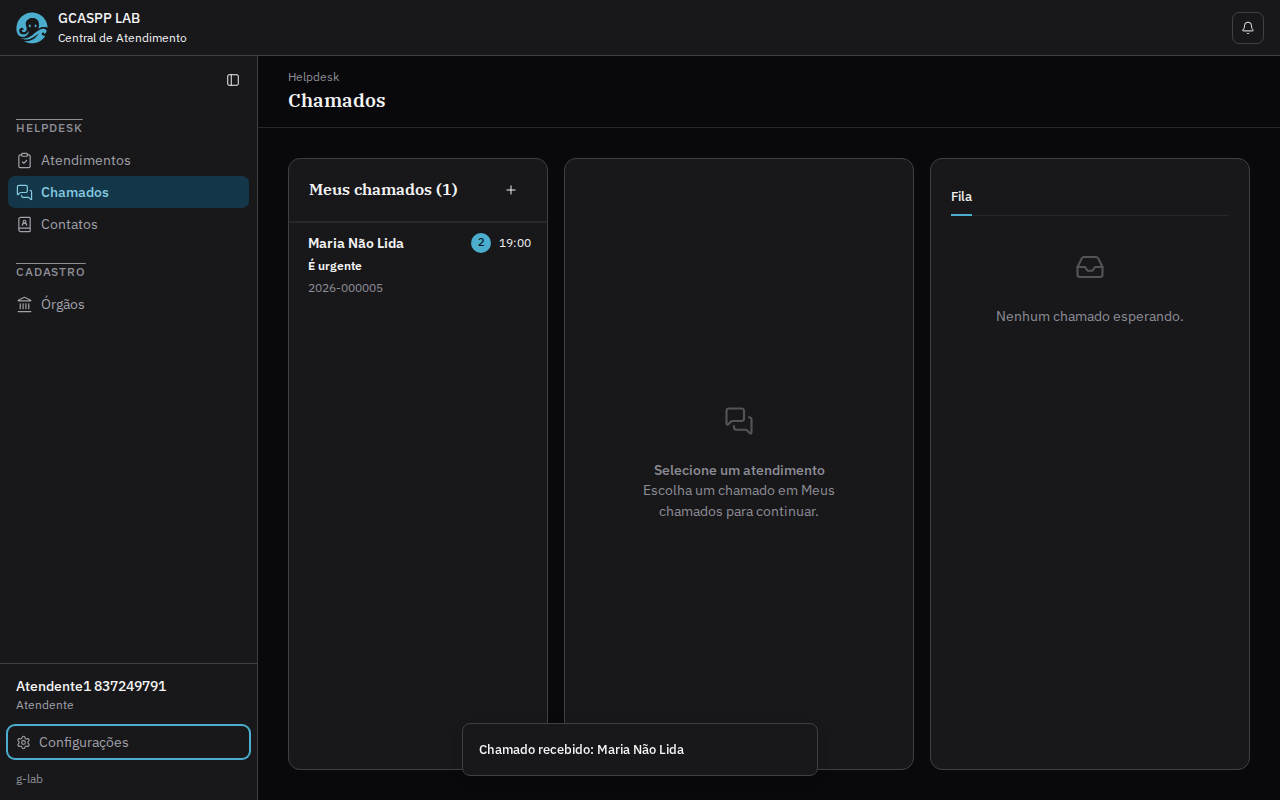 GCASPP LAB
Central de Atendimento
HELPDESK
Atendimentos
Chamados
Contatos
CADASTRO
Órgãos
Atendente1 837249791
Atendente
Configurações
g-lab
Helpdesk
Chamados
Meus chamados (1)
Maria Não Lida 2 19:00
É urgente
2026-000005
Selecione um atendimento
Escolha um chamado em Meus
chamados para continuar.
Fila
Nenhum chamado esperando.
Chamado recebido: Maria Não Lida